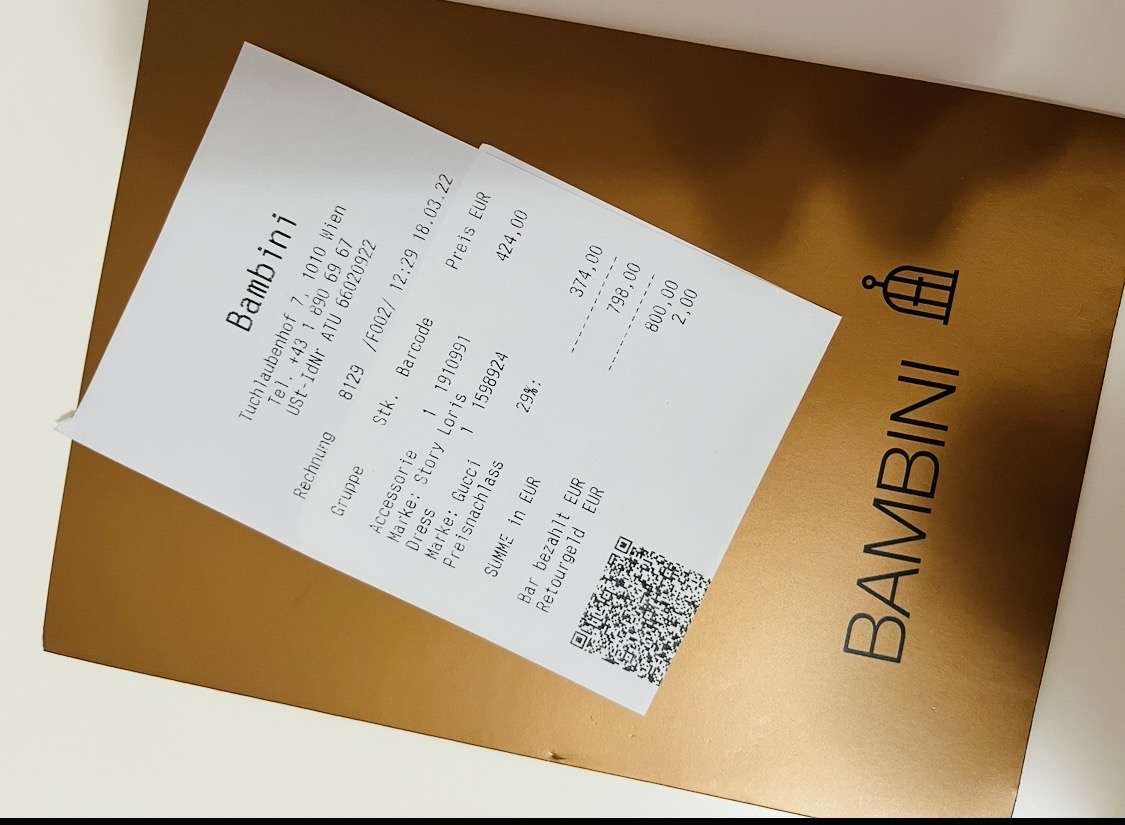 Bambini
Tuchlaubenhof 7, 1010 Wien
Tel. +43 1 890 69 67
USt-IdNr ATU 66020922
Rechnung 8129 /F002/ 12:29 18.03.22
Gruppe Stk. Barcode Preis EUR
Accessorie 1 1910991 424,00
Marke: Story Loris
Dress 1 1598924
Marke: Gucci
Preisnachlass 29%: 374,00
SUMME in EUR 798,00
Bar bezahlt EUR 800,00
Retourgeld EUR 2,00
BAMBINI